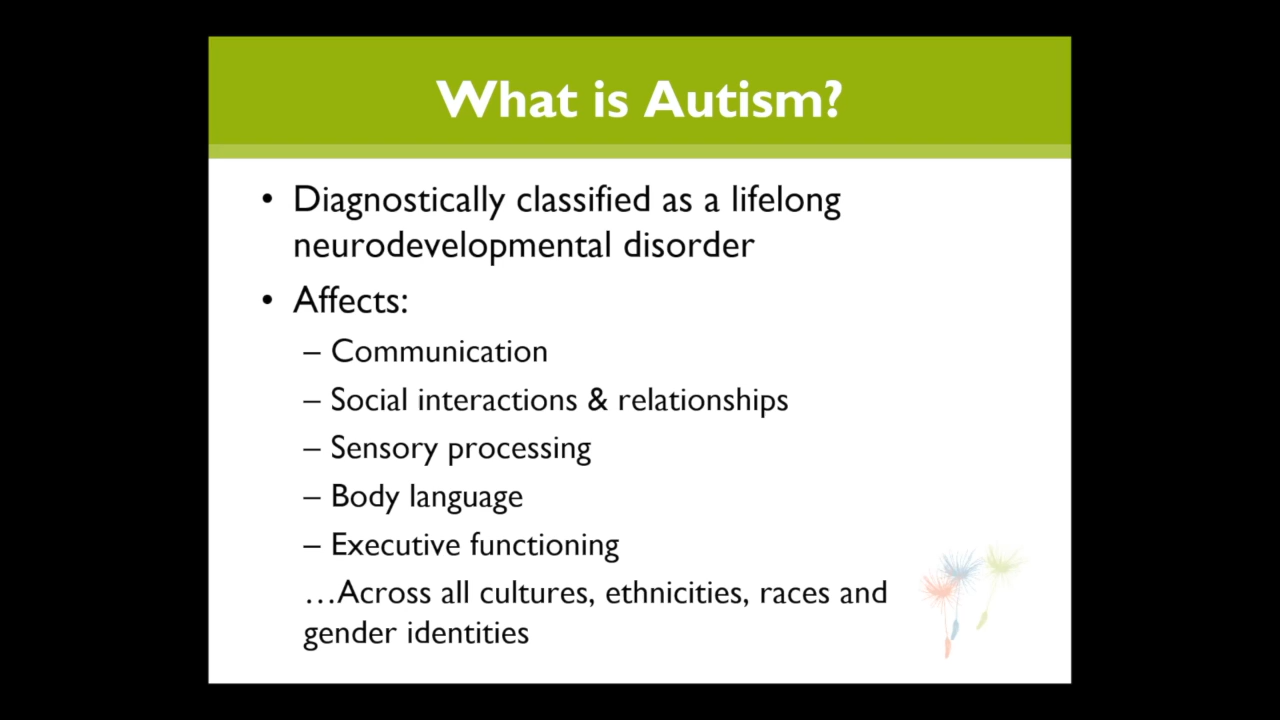 What is Autism?
• Diagnostically classified as a lifelong
neurodevelopmental disorder
• Affects:
– Communication
– Social interactions & relationships
– Sensory processing
– Body language
– Executive functioning
…Across all cultures, ethnicities, races and
gender identities